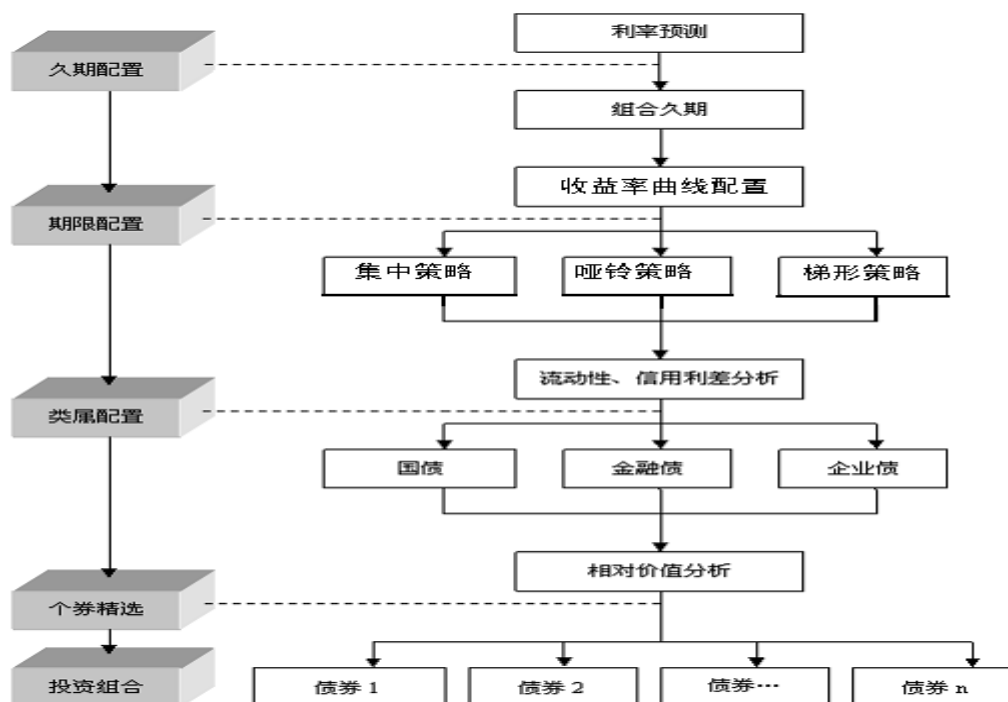 利率预测
久期配置
组合久期
收益率曲线配置
期限配置
集中策略
哑铃策略
梯形策略
流动性、信用利差分析
类属配置
国债
金融债
企业债
相对价值分析
个券精选
投资组合
债券 1
债券 2
债券…
债券 n